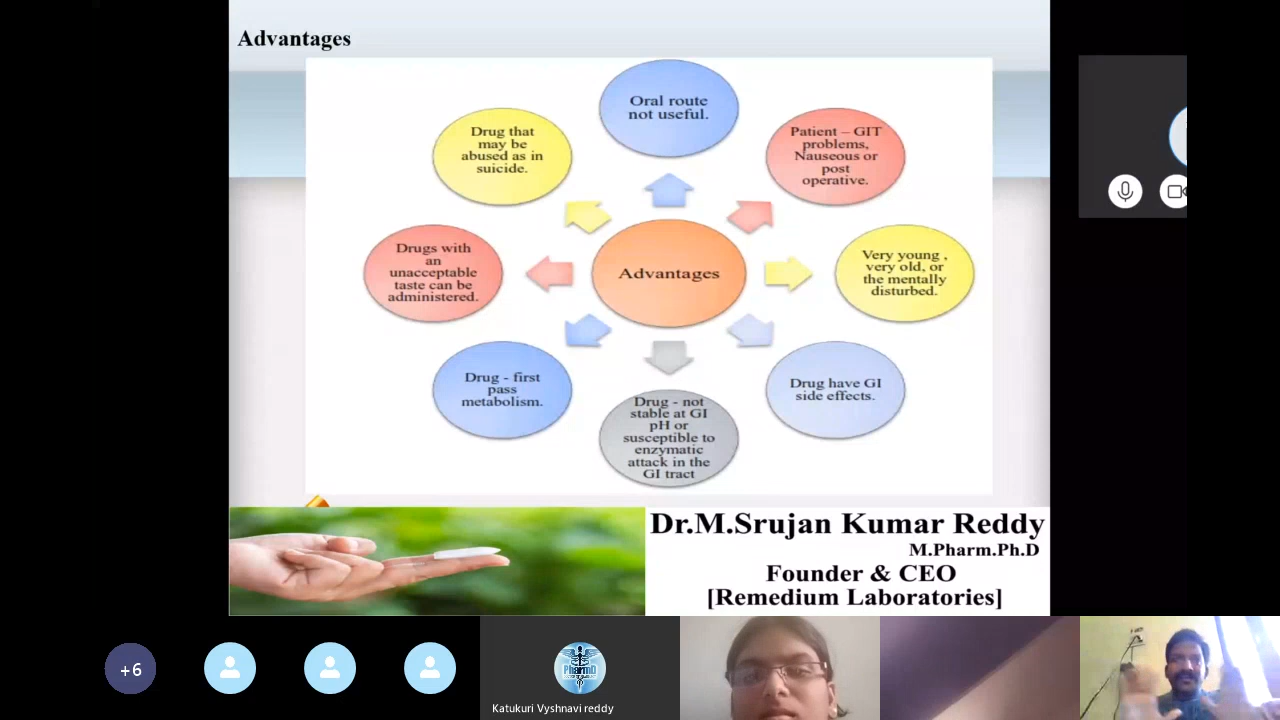 Advantages
Oral route
not useful.
Patient – GIT
problems,
Nauseous or
post
operative.
Very young ,
very old, or
the mentally
disturbed.
Drug have GI
side effects.
Drug - not
stable at GI
pH or
susceptible to
enzymatic
attack in the
GI tract
Drug - first
pass
metabolism.
Drugs with
an
unacceptable
taste can be
administered.
Drug that
may be
abused as in
suicide.
Advantages
Dr.M.Srujan Kumar Reddy
M.Pharm.Ph.D
Founder & CEO
[Remedium Laboratories]
+6
PharmD
Katukuri Vyshnavi reddy